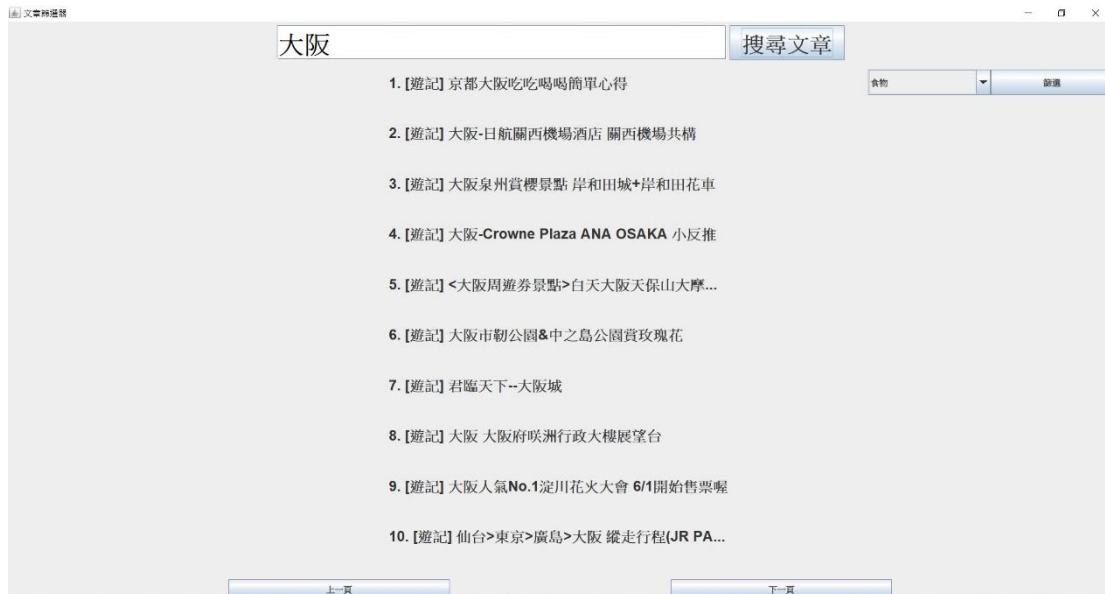 文章篩選器
大阪
搜尋文章
1. [遊記] 京都大阪吃吃喝喝簡單心得
食物
篩選
2. [遊記] 大阪-日航關西機場酒店 關西機場共構
3. [遊記] 大阪泉州賞櫻景點 岸和田城+岸和田花車
4. [遊記] 大阪-Crowne Plaza ANA OSAKA 小反推
5. [遊記] <大阪周遊券景點>白天大阪天保山大摩...
6. [遊記] 大阪市靭公園&中之島公園賞玫瑰花
7. [遊記] 君臨天下--大阪城
8. [遊記] 大阪 大阪府咲洲行政大樓展望台
9. [遊記] 大阪人氣No.1淀川花火大會 6/1開始售票喔
10. [遊記] 仙台>東京>廣島>大阪 縱走行程(JR PA...
上一頁
下一頁